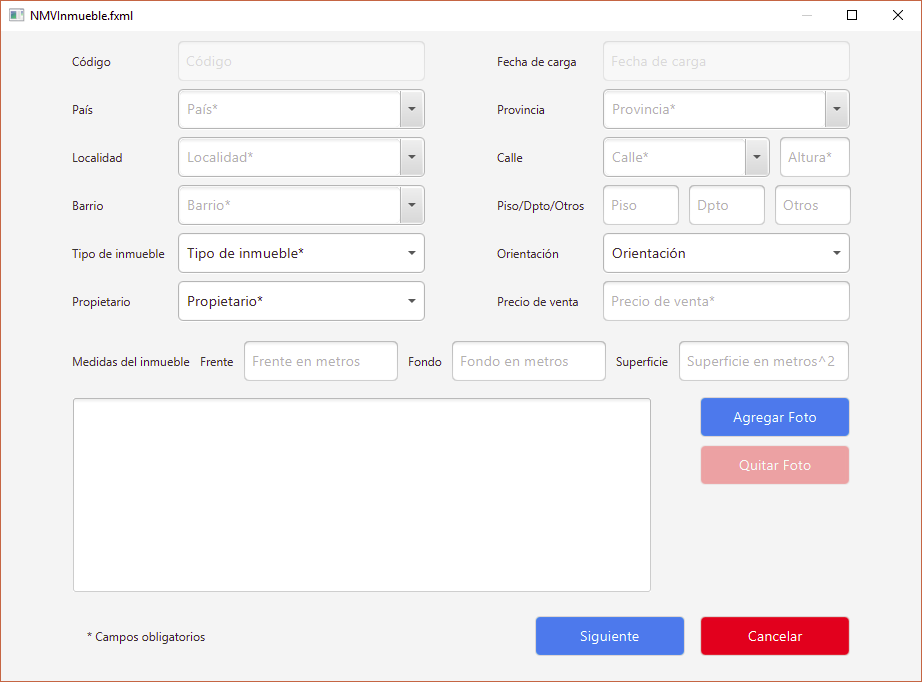 NMVInmueble.fxml
Código Código Fecha de carga Fecha de carga
País País* Provincia Provincia*
Localidad Localidad* Calle Calle* Altura*
Barrio Barrio* Piso/Dpto/Otros Piso Dpto Otros
Tipo de inmueble Tipo de inmueble* Orientación Orientación
Propietario Propietario* Precio de venta Precio de venta*
Medidas del inmueble Frente Frente en metros Fondo Fondo en metros Superficie Superficie en metros^2
Agregar Foto
Quitar Foto
* Campos obligatorios Siguiente Cancelar